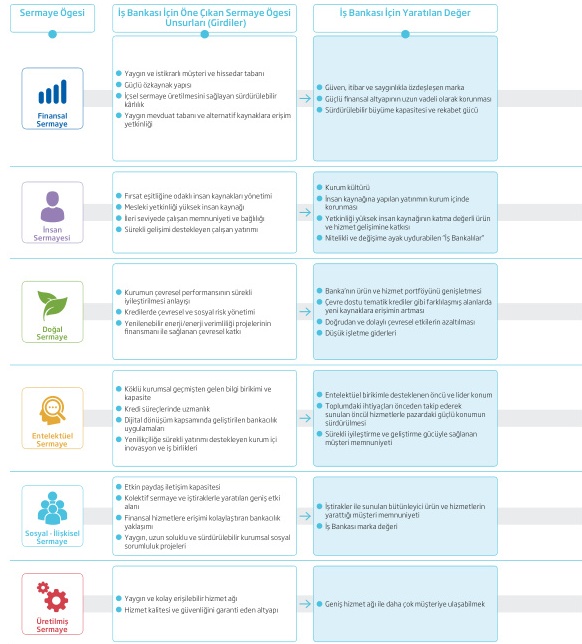 Sermaye Ögesi
İş Bankası İçin Öne Çıkan Sermaye Ögesi
Unsurları (Girdiler)
İş Bankası İçin Yaratılan Değer
Finansal
Sermaye
Yaygın ve istikrarlı müşteri ve hissedar tabanı
Güçlü özkaynak yapısı
İçsel sermaye üretilmesini sağlayan sürdürülebilir
kârlılık
Yaygın mevduat tabanı ve alternatif kaynaklara erişim
yetkinliği
Güven, itibar ve saygınlıkla özdeşleşen marka
Güçlü finansal altyapının uzun vadeli olarak korunması
Sürdürülebilir büyüme kapasitesi ve rekabet gücü
İnsan
Sermayesi
Fırsat eşitliğine odaklı insan kaynakları yönetimi
Mesleki yetkinliği yüksek insan kaynağı
İleri seviyede çalışan memnuniyeti ve bağlılığı
Sürekli gelişimi destekleyen çalışan yatırımı
Kurum kültürü
İnsan kaynağına yapılan yatırımın kurum içinde
korunması
Yetkinliği yüksek insan kaynağının katma değerli ürün
ve hizmet gelişimine katkısı
Nitelikli ve değişime ayak uydurabilen "İş Bankalılar"
Doğal
Sermaye
Kurumun çevresel performansının sürekli
iyileştirilmesi anlayışı
Kredilerde çevresel ve sosyal risk yönetimi
Yenilenebilir enerji/enerji verimliliği projelerinin
finansmanı ile sağlanan çevresel katkı
Banka'nın ürün ve hizmet portföyünü genişletmesi
Çevre dostu tematik krediler gibi farklılaşmış alanlarda
yeni kaynaklara erişimin artması
Doğrudan ve dolaylı çevresel etkilerin azaltılması
Düşük işletme giderleri
Entelektüel
Sermaye
Köklü kurumsal geçmişten gelen bilgi birikimi ve
kapasite
Kredi süreçlerinde uzmanlık
Dijital dönüşüm kapsamında geliştirilen bankacılık
uygulamaları
Yenilikçiliğe sürekli yatırımı destekleyen kurum içi
inovasyon ve iş birlikleri
Entelektüel birikimle desteklenen öncü ve lider konum
Toplumdaki ihtiyaçları önceden takip ederek
sunulan öncül hizmetlerle pazardaki güçlü konumun
sürdürülmesi
Sürekli iyileştirme ve geliştirme gücüyle sağlanan
müşteri memnuniyeti
Sosyal - İlişkisel
Sermaye
Etkin paydaş iletişim kapasitesi
Kolektif sermaye ve iştiraklerle yaratılan geniş etki
alanı
Finansal hizmetlere erişimi kolaylaştıran bankacılık
yaklaşımı
Yaygın, uzun soluklu ve sürdürülebilir kurumsal sosyal
sorumluluk projeleri
İştirakler ile sunulan bütünleyici ürün ve hizmetlerin
yarattığı müşteri memnuniyeti
İş Bankası marka değeri
Üretilmiş
Sermaye
Yaygın ve kolay erişilebilir hizmet ağı
Hizmet kalitesi ve güvenliğini garanti eden altyapı
Geniş hizmet ağı ile daha çok müşteriye ulaşabilmek